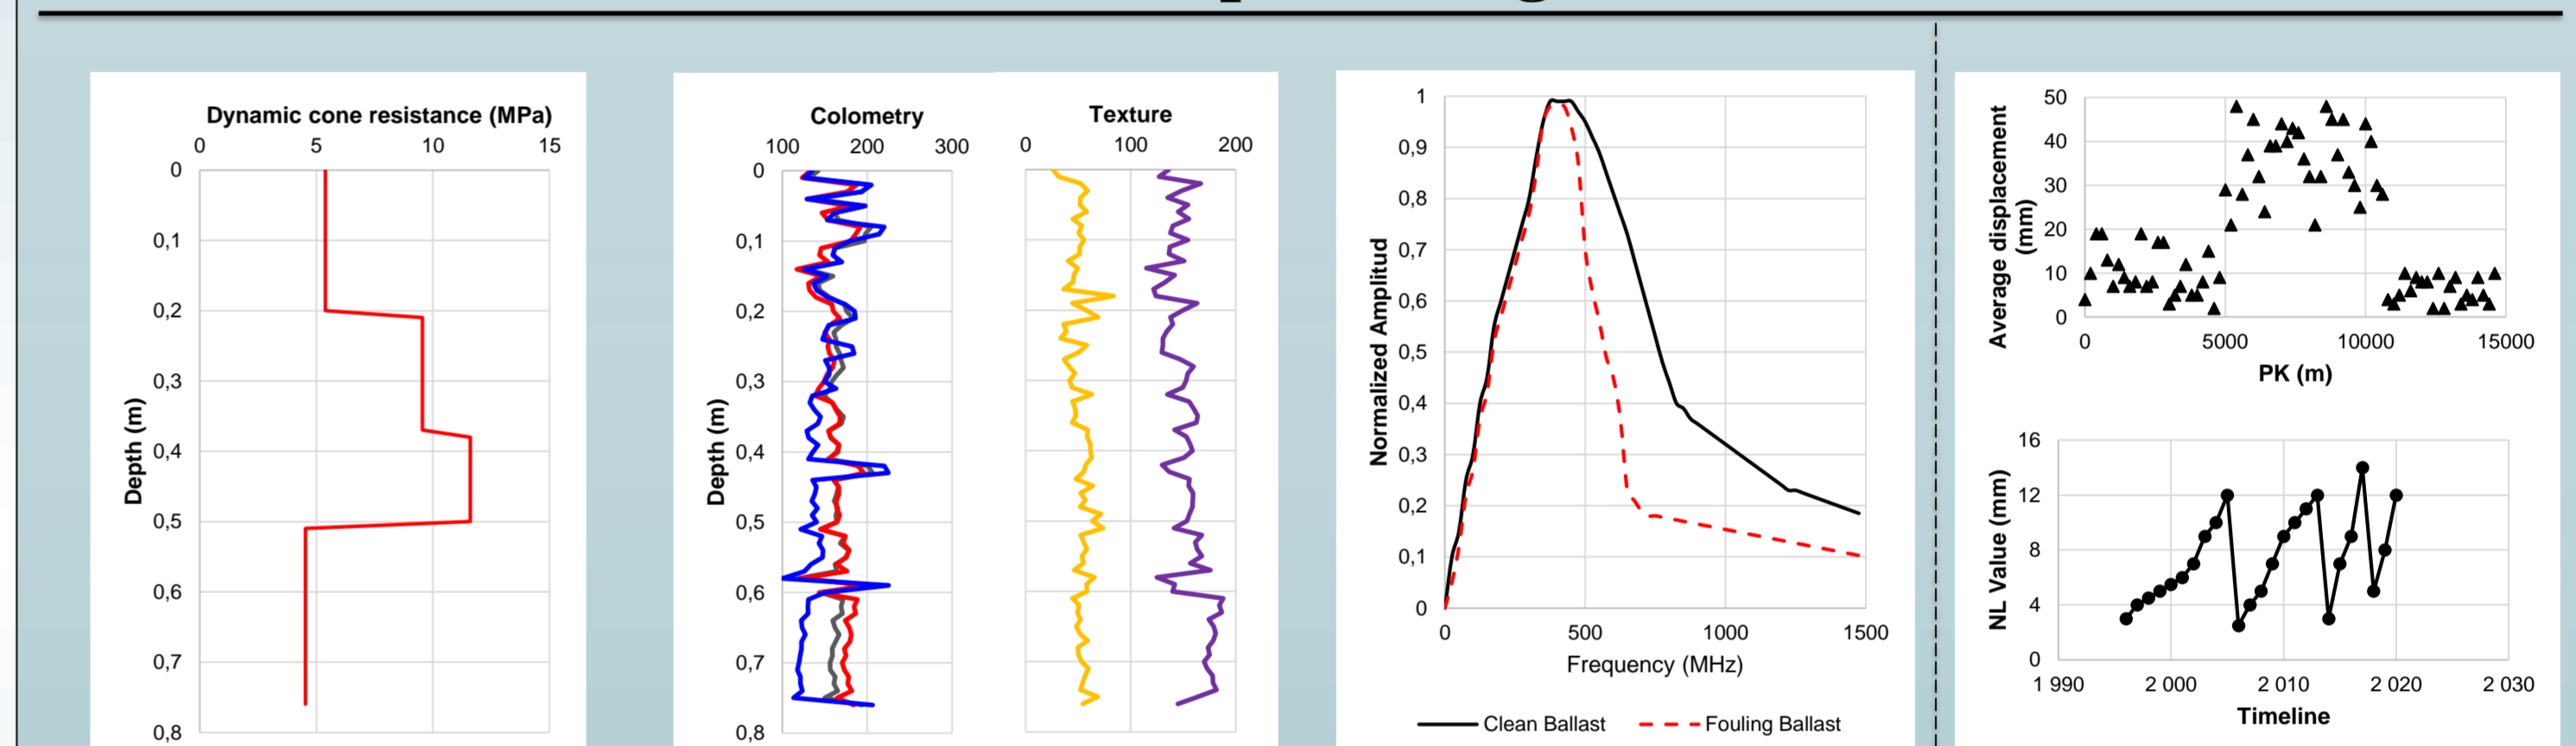 Dynamic cone resistance (MPa)
0 5 10 15
0
0,1
0,2
0,3
0,4
0,5
0,6
0,7
0,8
Depth (m)
Colometry
100 200 300
0
0,1
0,2
0,3
0,4
0,5
0,6
0,7
0,8
Depth (m)
Texture
0 100 200
1
0,9
0,8
0,7
0,6
0,5
0,4
0,3
0,2
0,1
0
Normalized Amplitud
0 500 1000 1500
Frequency (MHz)
Clean Ballast Fouling Ballast
50
40
30
20
10
0
Average displacement
(mm)
0 5000 10000 15000
PK (m)
16
12
8
4
0
NL Value (mm)
1 990 2 000 2 010 2 020 2 030
Timeline